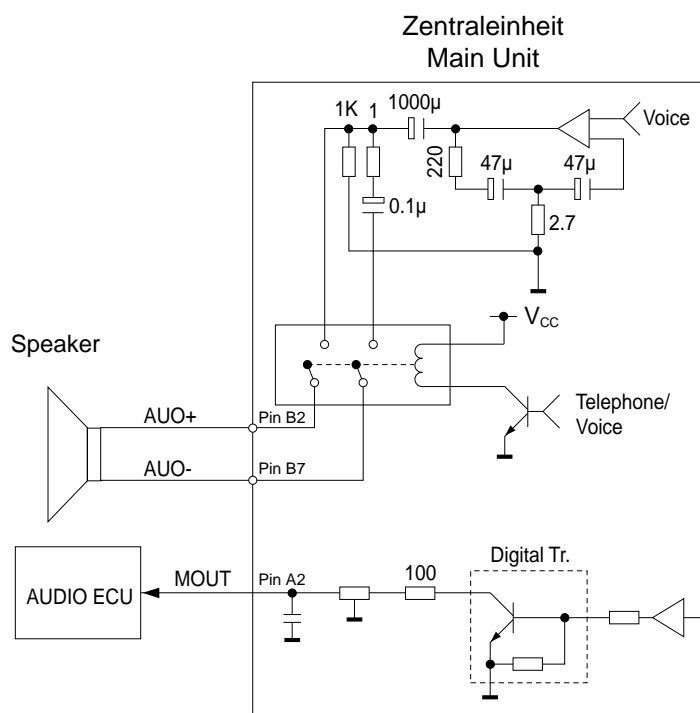 Zentraleinheit
Main Unit
1K 1 1000µ
Voice
220 47µ 47µ
0.1µ
2.7
VCC
Speaker
Telephone/
Voice
AUO+ Pin B2
AUO- Pin B7
Digital Tr.
AUDIO ECU MOUT Pin A2 100